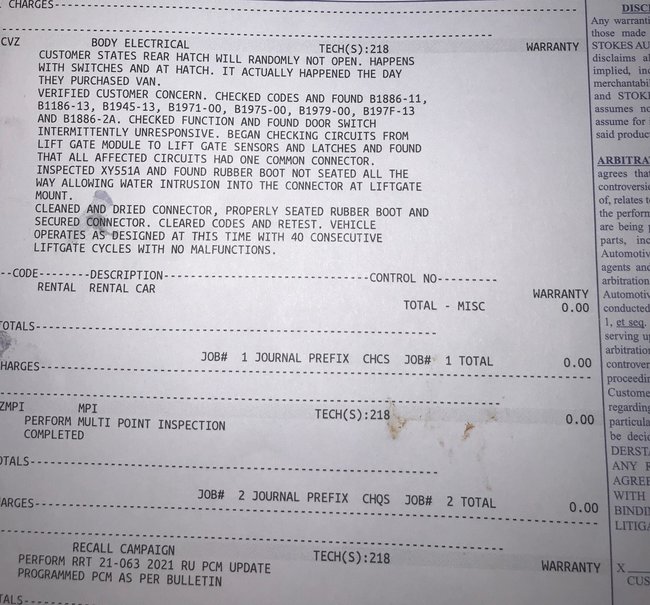 CHARGES
CVZ BODY ELECTRICAL TECH(S):218 WARRANTY
CUSTOMER STATES REAR HATCH WILL RANDOMLY NOT OPEN. HAPPENS
WITH SWITCHES AND AT HATCH. IT ACTUALLY HAPPENED THE DAY
THEY PURCHASED VAN.
VERIFIED CUSTOMER CONCERN. CHECKED CODES AND FOUND B1886-11,
B1186-13, B1945-13, B1971-00, B1975-00, B1979-00, B197F-13
AND B1886-2A. CHECKED FUNCTION AND FOUND DOOR SWITCH
INTERMITTENTLY UNRESPONSIVE. BEGAN CHECKING CIRCUITS FROM
LIFT GATE MODULE TO LIFT GATE SENSORS AND LATCHES AND FOUND
THAT ALL AFFECTED CIRCUITS HAD ONE COMMON CONNECTOR.
INSPECTED XY551A AND FOUND RUBBER BOOT NOT SEATED ALL THE
WAY ALLOWING WATER INTRUSION INTO THE CONNECTOR AT LIFTGATE
MOUNT.
CLEANED AND DRIED CONNECTOR, PROPERLY SEATED RUBBER BOOT AND
SECURED CONNECTOR. CLEARED CODES AND RETEST. VEHICLE
OPERATES AS DESIGNED AT THIS TIME WITH 40 CONSECUTIVE
LIFTGATE CYCLES WITH NO MALFUNCTIONS.
--CODE--------DESCRIPTION------------------------------CONTROL NO---------
RENTAL RENTAL CAR WARRANTY
TOTAL - MISC 0.00
TOTALS
JOB# 1 JOURNAL PREFIX CHCS JOB# 1 TOTAL 0.00
HARGES
ZMPI MPI TECH(S):218 0.00
PERFORM MULTI POINT INSPECTION
COMPLETED
OTALS
JOB# 2 JOURNAL PREFIX CHQS JOB# 2 TOTAL 0.00
ARGES
RECALL CAMPAIGN TECH(S):218 WARRANTY
PERFORM RRT 21-063 2021 RU PCM UPDATE
PROGRAMMED PCM AS PER BULLETIN
TALS
DISCL
Any warranti
those made
STOKES AU
disclaims al
implied, inc
merchantabil
and STOKE
assumes no
assume for
said produc
ARBITRA
agrees that
controversie
of, relates to
the perform
are being p
parts, inc
Automotiv
agents and
arbitration
Automotiv
conducted
1, et seq.
serving up
arbitration
controver
proceedin
Custome
regarding
particula
be decid
DERSTA
ANY F
AGREE
WITH
BINDI
LITIGA
X
CUS